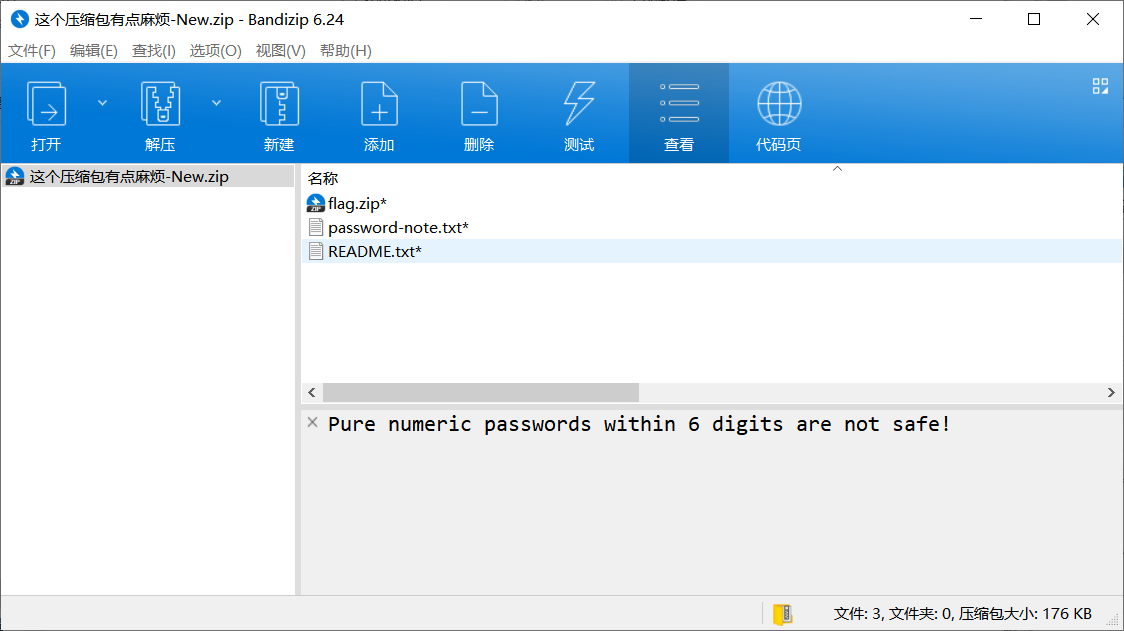 这个压缩包有点麻烦-New.zip - Bandizip 6.24
文件(F) 编辑(E) 查找(I) 选项(O) 视图(V) 帮助(H)
打开 解压 新建 添加 删除 测试 查看 代码页
这个压缩包有点麻烦-New.zip
名称
flag.zip*
password-note.txt*
README.txt*
Pure numeric passwords within 6 digits are not safe!
文件: 3, 文件夹: 0, 压缩包大小: 176 KB